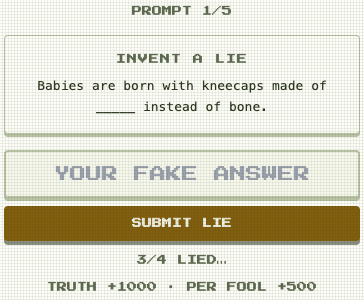 PROMPT 1/5
INVENT A LIE
Babies are born with kneecaps made of
_____ instead of bone.
YOUR FAKE ANSWER
SUBMIT LIE
3/4 LIED…
TRUTH +1000 · PER FOOL +500